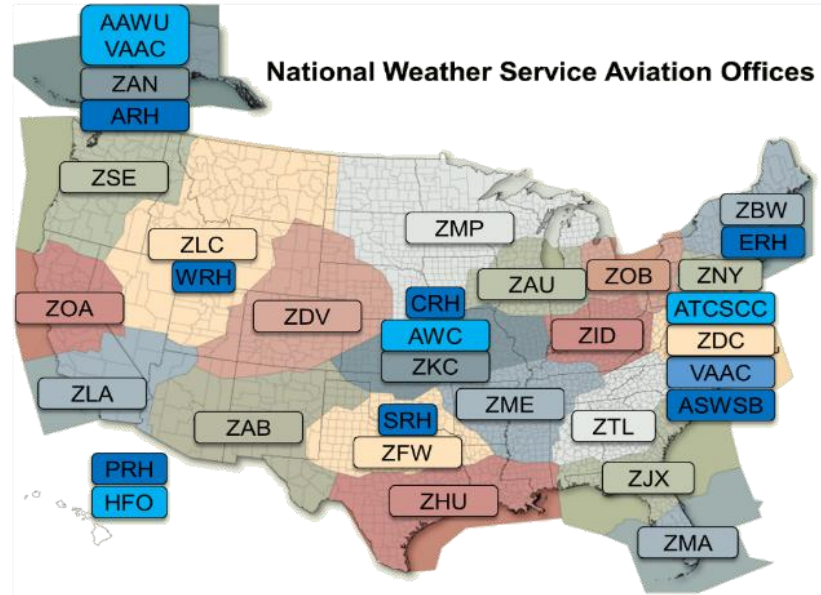 AAWU
VAAC
ZAN
ARH
National Weather Service Aviation Offices
ZSE
ZBW
ERH
ZMP
ZLC
WRH
ZAU
ZOB
ZNY
ZOA
ZDV
CRH
AWC
ZKC
ZID
ATCSCC
ZDC
VAAC
ASWSB
ZLA
ZAB
SRH
ZFW
ZME
ZTL
PRH
HFO
ZHU
ZJX
ZMA